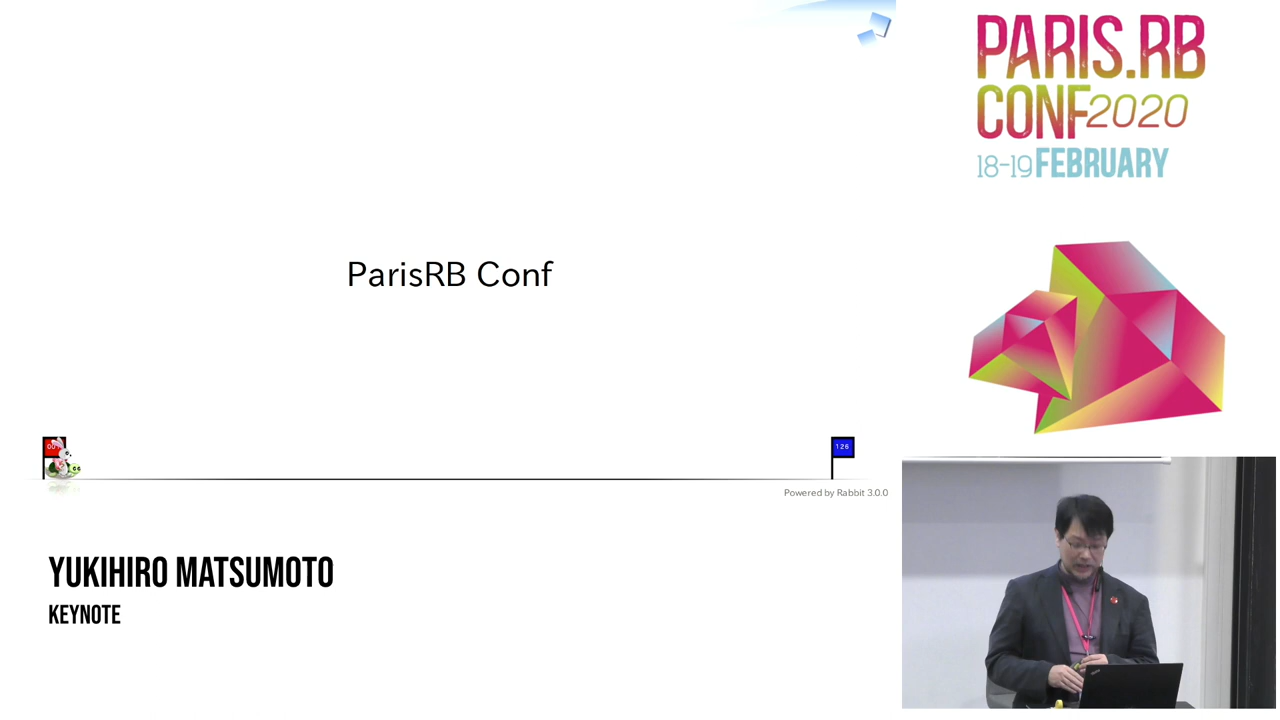 PARIS.RB
CONF2020
18-19 FEBRUARY
ParisRB Conf
126
Powered by Rabbit 3.0.0
YUKIHIRO MATSUMOTO
KEYNOTE